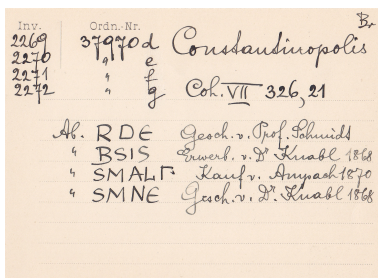 Br
Inv. Ordn.-Nr.
2269 37970 d Constantinopolis
2270 " e
2271 " f
2272 " g Coh. VII 326, 21
Av. RDE Gesch. v. Prof. Schmidt
" BSIS Erwerb. v. Dr Knabl 1868
" SMALΓ Kauf v. Ampach 1870
" SMNE Gesch. v. Dr Knabl 1868